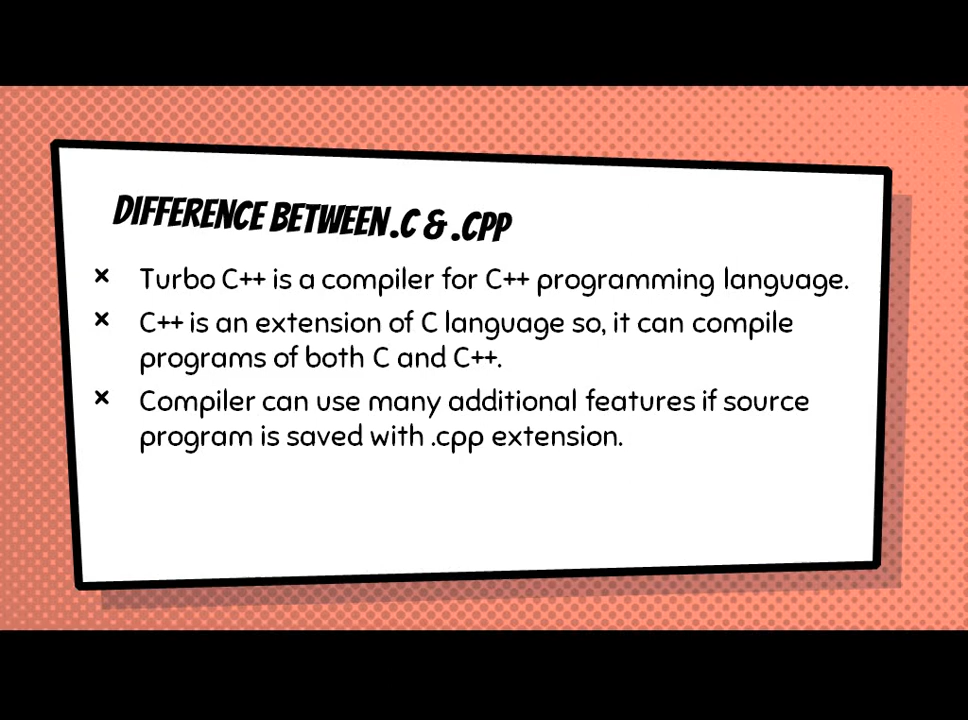 DIFFERENCE BETWEEN .C & .CPP
× Turbo C++ is a compiler for C++ programming language.
× C++ is an extension of C language so, it can compile
programs of both C and C++.
× Compiler can use many additional features if source
program is saved with .cpp extension.